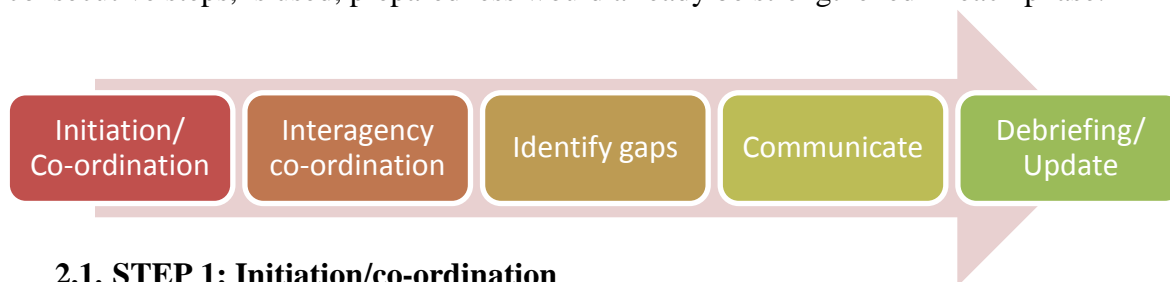 Initiation/
Co-ordination
Interagency
co-ordination
Identify gaps
Communicate
Debriefing/
Update
2.1. STEP 1: Initiation/co-ordination